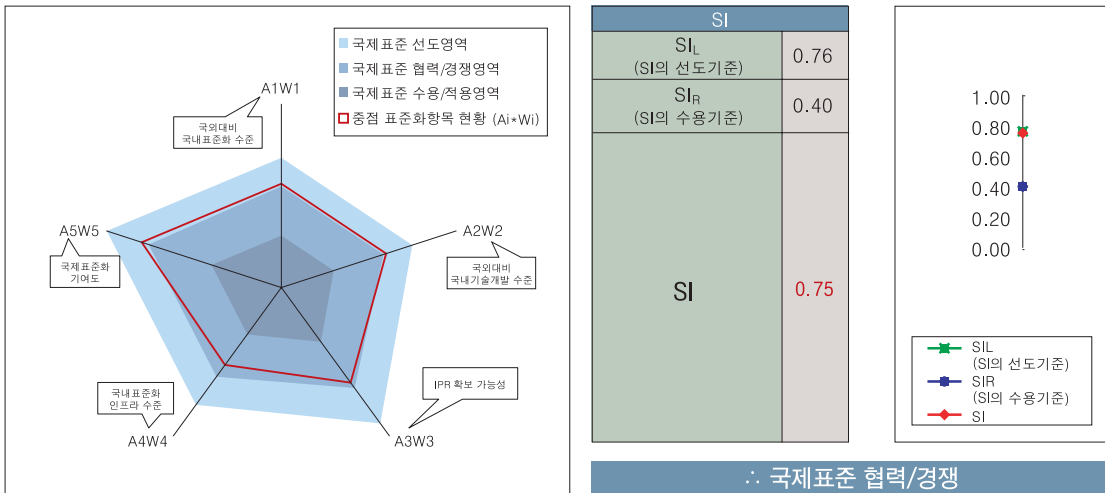 국제표준 선도영역
국제표준 협력/경쟁영역
국제표준 수용/적용영역
중점 표준화항목 현황 (Ai*Wi)
A1W1
국외대비
국내표준화 수준
A2W2
국외대비
국내기술개발 수준
A5W5
국제표준화
기여도
국내표준화
인프라 수준
A4W4
IPR 확보 가능성
A3W3
SI
SIL
(SI의 선도기준)
0.76
SIR
(SI의 수용기준)
0.40
SI
0.75
1.00
0.80
0.60
0.40
0.20
0.00
SIL
(SI의 선도기준)
SIR
(SI의 수용기준)
SI
∴ 국제표준 협력/경쟁